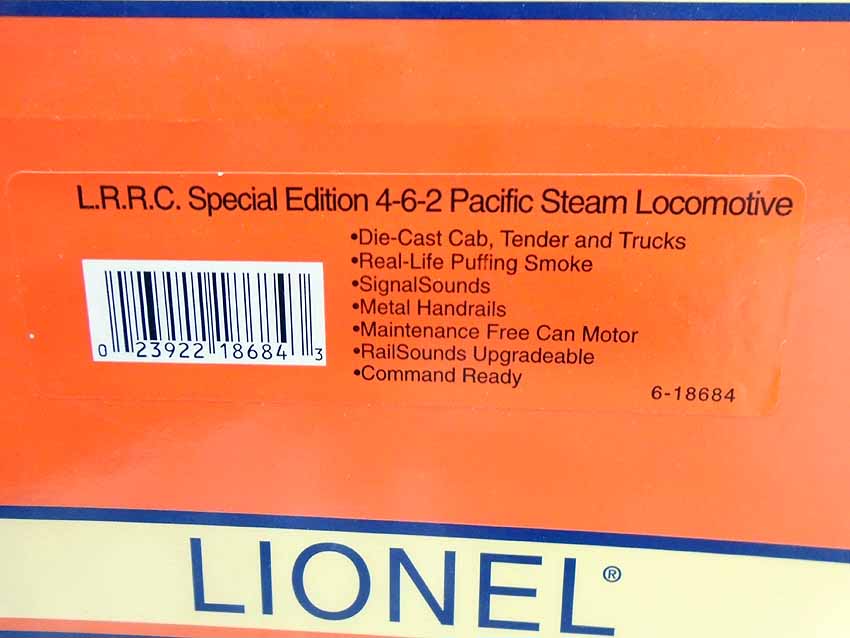 L.R.R.C. Special Edition 4-6-2 Pacific Steam Locomotive
•Die-Cast Cab, Tender and Trucks
•Real-Life Puffing Smoke
•SignalSounds
•Metal Handrails
•Maintenance Free Can Motor
•RailSounds Upgradeable
•Command Ready
0 23922 18684 3
6-18684
LIONEL®